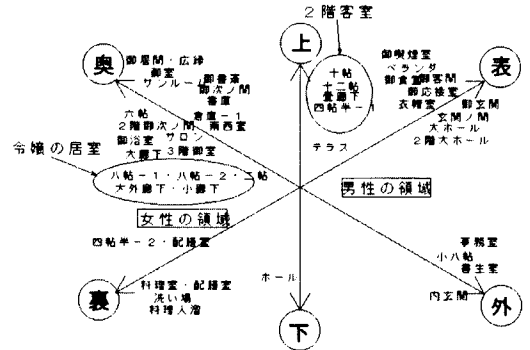 2階客室
奥
上
表
御居間・広縁
御室
サンルーム
御書斎
御次ノ間
書庫
十帖
十二帖
畳廊下
四帖半-1
御喫煙室
ベランダ
御食堂
御客間
御応接室
衣帽室
御玄関
玄関ノ間
大ホール
2階大ホール
六帖
倉庫-1
2階御次ノ間
南西室
御浴室
サロン
大廊下
3階御室
テラス
令嬢の居室
八帖-1・八帖-2・二帖
大外廊下・小廊下
女性の領域
男性の領域
四帖半-2・配膳室
事務室
小八帖
書生室
ホール
内玄関
料理室・配膳室
洗い場
料理人溜
裏
下
外